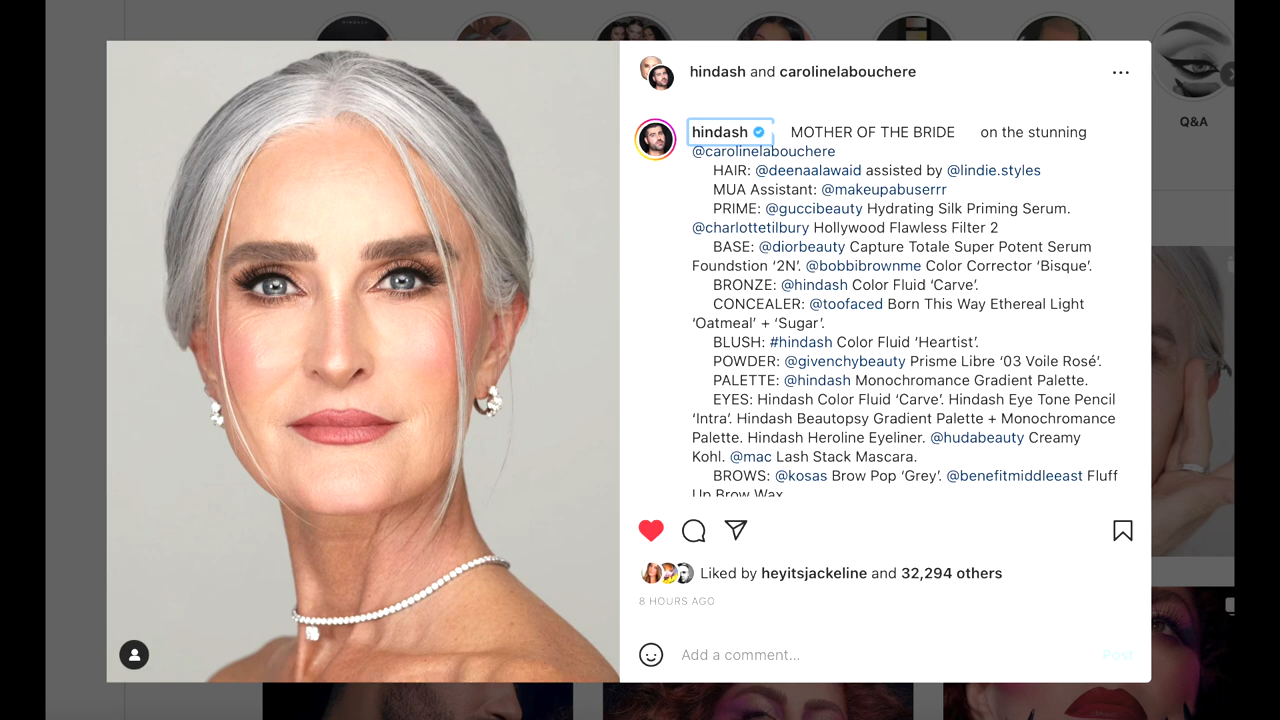 hindash and carolinelabouchere
Q&A
hindash MOTHER OF THE BRIDE on the stunning
@carolinelabouchere
HAIR: @deenaalawaid assisted by @lindie.styles
MUA Assistant: @makeupabuserrr
PRIME: @guccibeauty Hydrating Silk Priming Serum.
@charlottetilbury Hollywood Flawless Filter 2
BASE: @diorbeauty Capture Totale Super Potent Serum
Foundstion ‘2N’. @bobbibrownme Color Corrector ‘Bisque’.
BRONZE: @hindash Color Fluid ‘Carve’.
CONCEALER: @toofaced Born This Way Ethereal Light
‘Oatmeal’ + ‘Sugar’.
BLUSH: #hindash Color Fluid ‘Heartist’.
POWDER: @givenchybeauty Prisme Libre ‘03 Voile Rosé’.
PALETTE: @hindash Monochromance Gradient Palette.
EYES: Hindash Color Fluid ‘Carve’. Hindash Eye Tone Pencil
‘Intra’. Hindash Beautopsy Gradient Palette + Monochromance
Palette. Hindash Heroline Eyeliner. @hudabeauty Creamy
Kohl. @mac Lash Stack Mascara.
BROWS: @kosas Brow Pop ‘Grey’. @benefitmiddleeast Fluff
Up Brow Wax
Liked by heyitsjackeline and 32,294 others
8 HOURS AGO
Add a comment...
Post